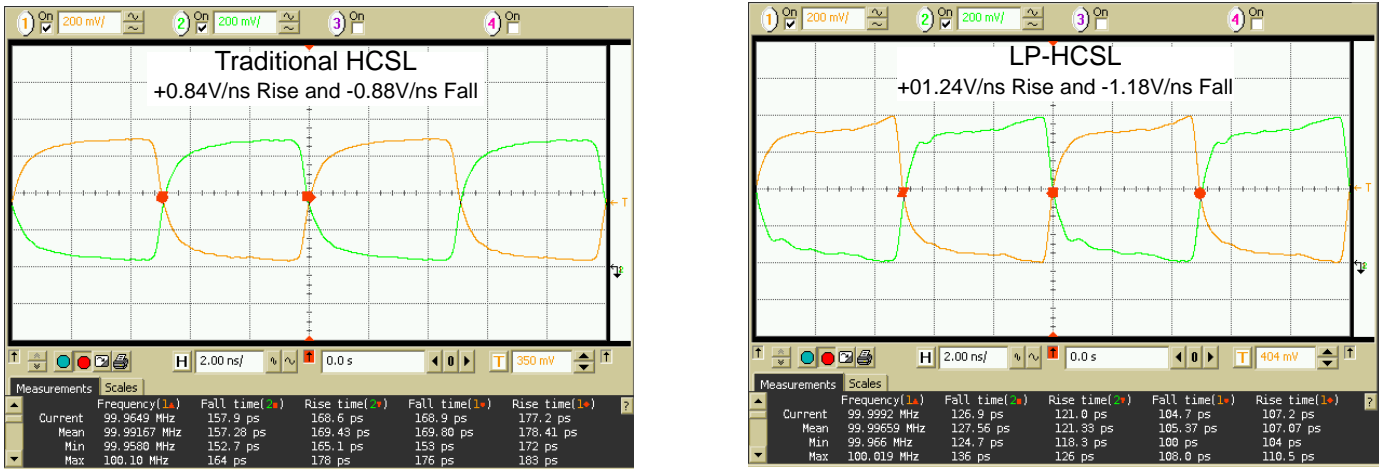 1 On 200 mV/ 2 On 200 mV/ 3 On 4 On
Traditional HCSL
+0.84V/ns Rise and -0.88V/ns Fall
T
H 2.00 ns/ 0.0 s 0 T 350 mV
Measurements Scales
Frequency(1) Fall time(2) Rise time(2) Fall time(1) Rise time(1) ?
Current 99.9649 MHz 157.9 ps 168.6 ps 168.9 ps 177.2 ps
Mean 99.99167 MHz 157.28 ps 169.43 ps 169.80 ps 178.41 ps
Min 99.9580 MHz 152.7 ps 165.1 ps 153 ps 172 ps
Max 100.10 MHz 164 ps 178 ps 176 ps 183 ps
1 On 200 mV/ 2 On 200 mV/ 3 On 4 On
LP-HCSL
+01.24V/ns Rise and -1.18V/ns Fall
T
H 2.00 ns/ 0.0 s 0 T 404 mV
Measurements Scales
Frequency(1) Fall time(2) Rise time(2) Fall time(1) Rise time(1) ?
Current 99.9992 MHz 126.9 ps 121.0 ps 104.7 ps 107.2 ps
Mean 99.99659 MHz 127.56 ps 121.33 ps 105.37 ps 107.07 ps
Min 99.966 MHz 124.7 ps 118.3 ps 100 ps 104 ps
Max 100.019 MHz 136 ps 126 ps 108.0 ps 110.5 ps